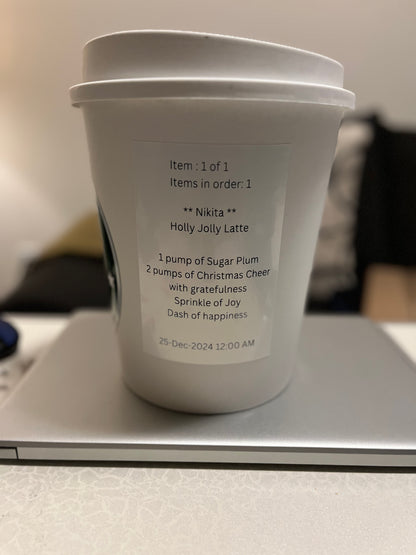 Item : 1 of 1
Items in order: 1
** Nikita **
Holly Jolly Latte
1 pump of Sugar Plum
2 pumps of Christmas Cheer
with gratefulness
Sprinkle of Joy
Dash of happiness
25-Dec-2024 12:00 AM